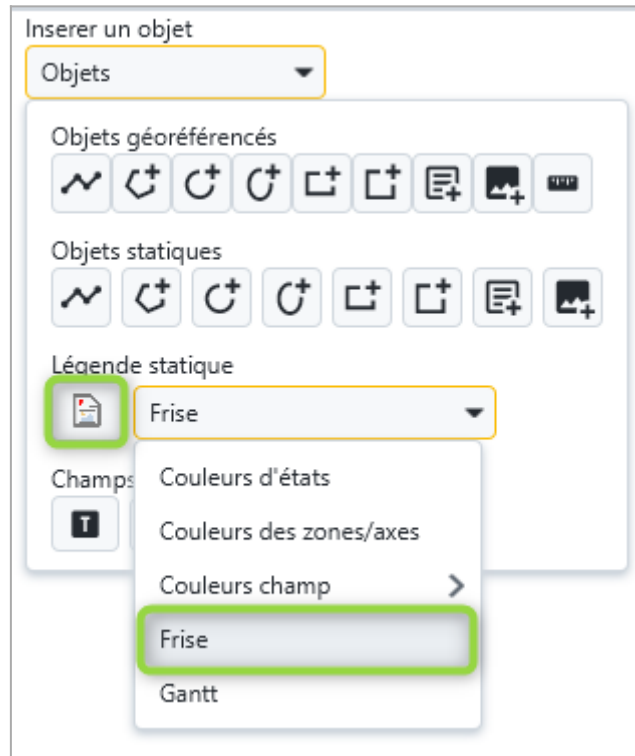 Inserer un objet
Objets
Objets géoréférencés
Objets statiques
Légende statique
Frise
Champs
T
Couleurs d'états
Couleurs des zones/axes
Couleurs champ
Frise
Gantt